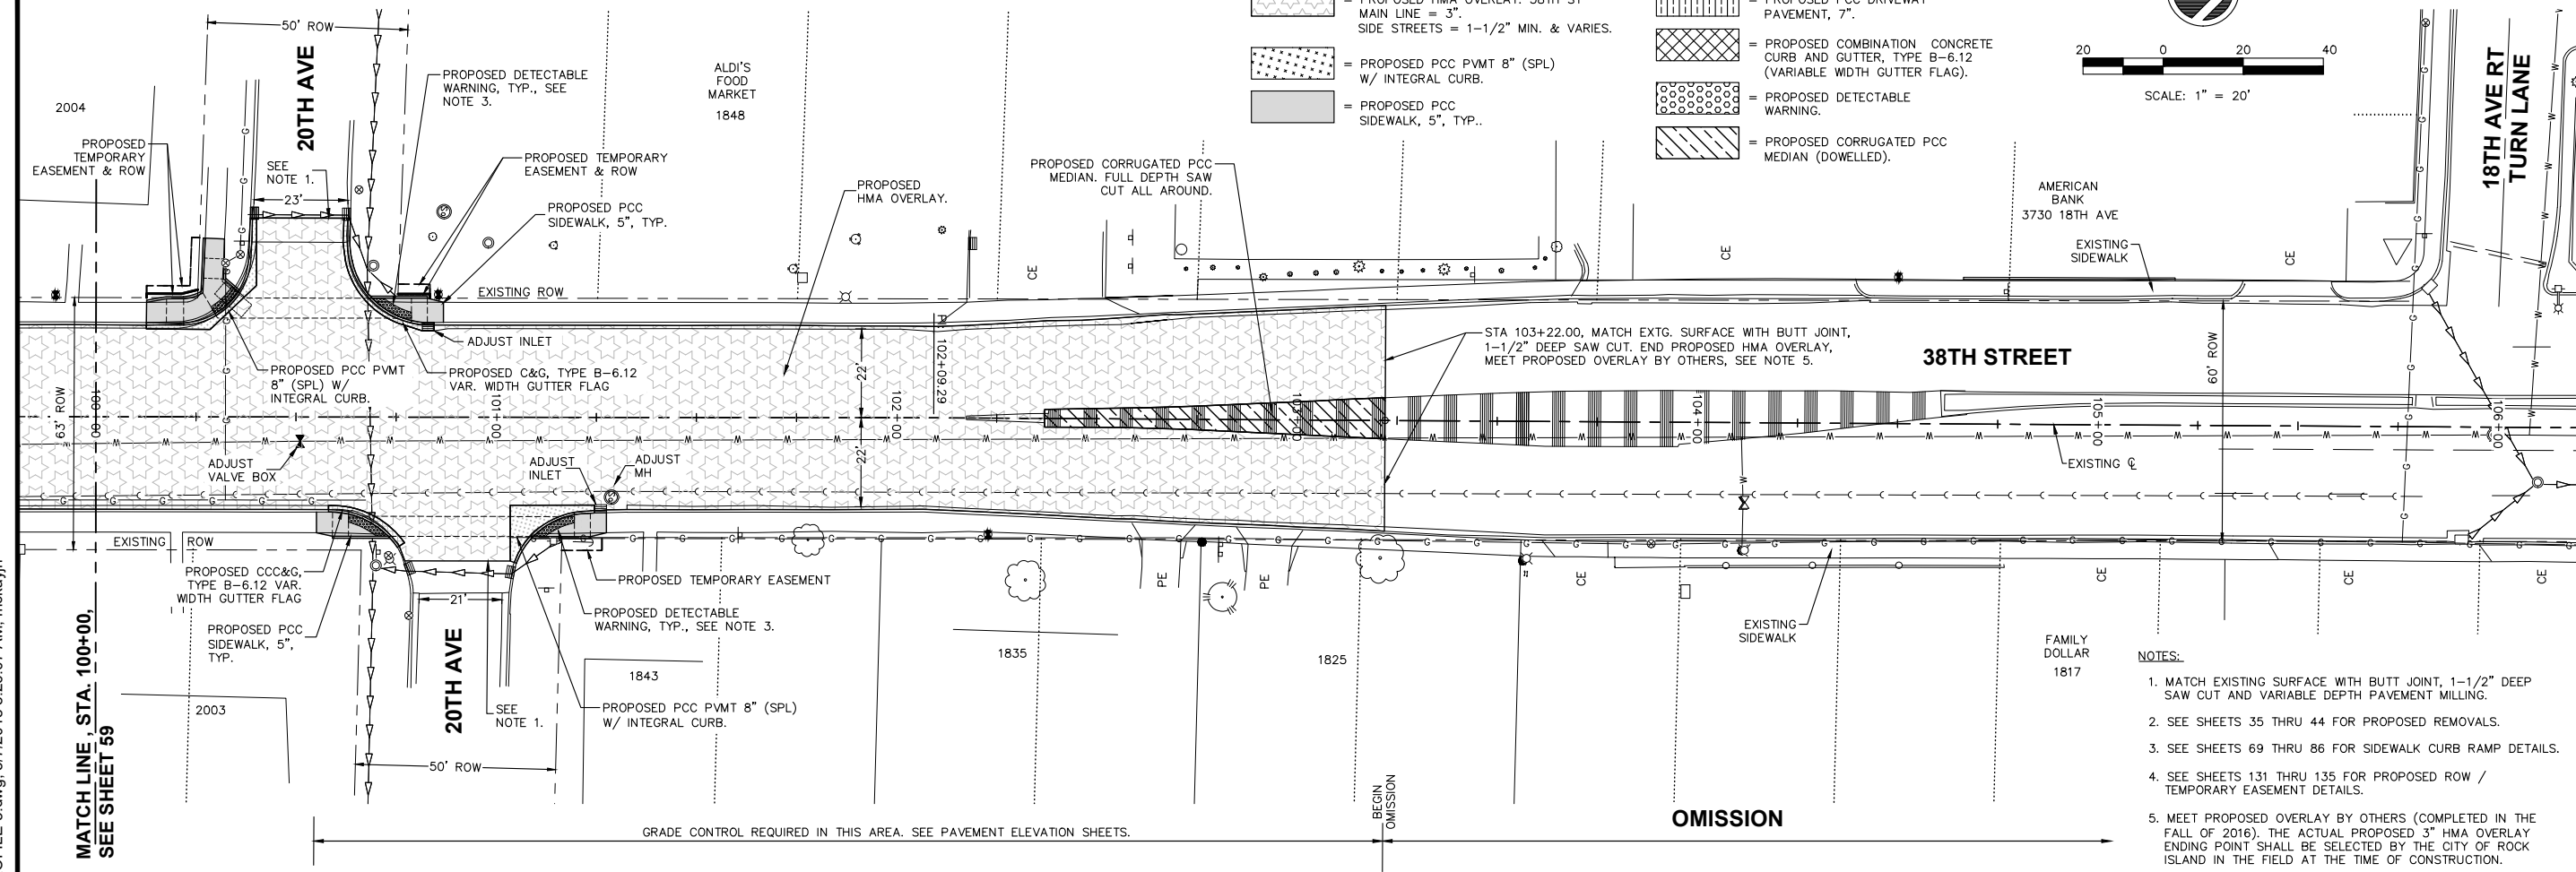 50' ROW
20TH AVE
2004
PROPOSED
TEMPORARY
EASEMENT & ROW
SEE
NOTE 1.
23'
PROPOSED DETECTABLE
WARNING, TYP., SEE
NOTE 3.
PROPOSED TEMPORARY
EASEMENT & ROW
PROPOSED PCC
SIDEWALK, 5", TYP.
ALDI'S
FOOD
MARKET
1848
EXISTING ROW
PROPOSED
HMA OVERLAY.
PROPOSED CORRUGATED PCC
MEDIAN. FULL DEPTH SAW
CUT ALL AROUND.
CE
MAIN LINE = 3".
SIDE STREETS = 1-1/2" MIN. & VARIES.
= PROPOSED PCC PVMT 8" (SPL)
W/ INTEGRAL CURB.
= PROPOSED PCC
SIDEWALK, 5", TYP..
PAVEMENT, 7".
= PROPOSED COMBINATION CONCRETE
CURB AND GUTTER, TYPE B-6.12
(VARIABLE WIDTH GUTTER FLAG).
= PROPOSED DETECTABLE
WARNING.
= PROPOSED CORRUGATED PCC
MEDIAN (DOWELLED).
20 0 20 40
SCALE: 1" = 20'
AMERICAN
BANK
3730 18TH AVE
EXISTING
SIDEWALK
CE
CE
18TH AVE RT
TURN LANE
ADJUST INLET
PROPOSED PCC PVMT
8" (SPL) W/
INTEGRAL CURB.
PROPOSED C&G, TYPE B-6.12
VAR. WIDTH GUTTER FLAG
22'
22'
PI:
102+09.29
STA 103+22.00, MATCH EXTG. SURFACE WITH BUTT JOINT,
1-1/2" DEEP SAW CUT. END PROPOSED HMA OVERLAY,
MEET PROPOSED OVERLAY BY OTHERS, SEE NOTE 5.
38TH STREET
60' ROW
63' ROW
100+00
101+00
102+00
103+00
104+00
105+00
106+00
EXISTING ℄
ADJUST
VALVE BOX
ADJUST
INLET
ADJUST
MH
EXISTING ROW
PROPOSED CCC&G,
TYPE B-6.12 VAR.
WIDTH GUTTER FLAG
PROPOSED PCC
SIDEWALK, 5",
TYP.
21'
PROPOSED TEMPORARY EASEMENT
PROPOSED DETECTABLE
WARNING, TYP., SEE NOTE 3.
PE
PE
CE
CE
CE
CE
EXISTING
SIDEWALK
2003
20TH AVE
SEE
NOTE 1.
1843
PROPOSED PCC PVMT 8" (SPL)
W/ INTEGRAL CURB.
50' ROW
1835
1825
FAMILY
DOLLAR
1817
MATCH LINE, STA. 100+00,
SEE SHEET 59
GRADE CONTROL REQUIRED IN THIS AREA. SEE PAVEMENT ELEVATION SHEETS.
BEGIN
OMISSION
OMISSION
NOTES:
1. MATCH EXISTING SURFACE WITH BUTT JOINT, 1-1/2" DEEP
SAW CUT AND VARIABLE DEPTH PAVEMENT MILLING.
2. SEE SHEETS 35 THRU 44 FOR PROPOSED REMOVALS.
3. SEE SHEETS 69 THRU 86 FOR SIDEWALK CURB RAMP DETAILS.
4. SEE SHEETS 131 THRU 135 FOR PROPOSED ROW /
TEMPORARY EASEMENT DETAILS.
5. MEET PROPOSED OVERLAY BY OTHERS (COMPLETED IN THE
FALL OF 2016). THE ACTUAL PROPOSED 3" HMA OVERLAY
ENDING POINT SHALL BE SELECTED BY THE CITY OF ROCK
ISLAND IN THE FIELD AT THE TIME OF CONSTRUCTION.